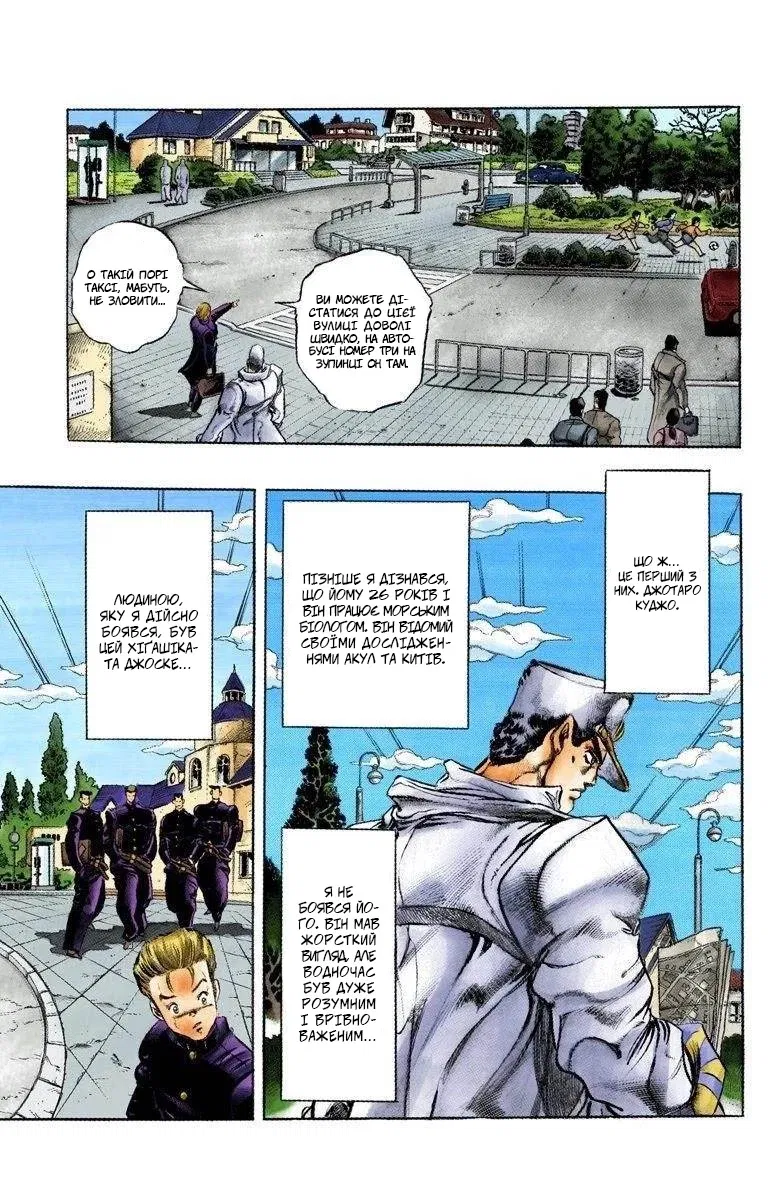 ВИ МОЖЕТЕ ДІ-
СТАТИСЯ ДО ЦІЄЇ
ВУЛИЦІ ДОВОЛІ
ШВИДКО, НА АВТО-
БУСІ НОМЕР ТРИ НА
ЗУПИНЦІ ОН ТАМ.
О ТАКІЙ ПОРІ
ТАКСІ, МАБУТЬ,
НЕ ЗЛОВИТИ...
ЩО Ж...
ЦЕ ПЕРШИЙ З
НИХ. ДЖОТАРО
КУДЖО.
ПІЗНІШЕ Я ДІЗНАВСЯ,
ЩО ЙОМУ 26 РОКІВ І
ВІН ПРАЦЮЄ МОРСЬКИМ
БІОЛОГОМ. ВІН ВІДОМИЙ
СВОЇМИ ДОСЛІДЖЕН-
НЯМИ АКУЛ ТА КИТІВ.
Я НЕ
БОЯВСЯ ЙО-
ГО. ВІН МАВ
ЖОРСТКИЙ
ВИГЛЯД, АЛЕ
ВОДНОЧАС
БУВ ДУЖЕ
РОЗУМНИМ
І ВРІВНО-
ВАЖЕНИМ...
ЛЮДИНОЮ,
ЯКУ Я ДІЙСНО
БОЯВСЯ, БУВ
ЦЕЙ ХІҐАШІКА-
ТА ДЖОСКЕ...